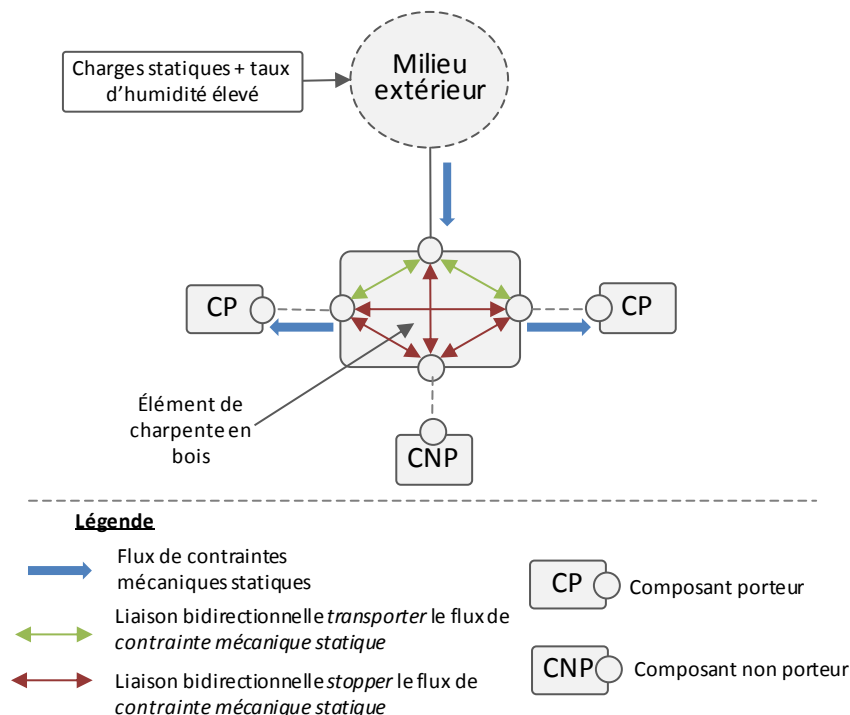 Charges statiques + taux
d’humidité élevé
Milieu
extérieur
CP
CP
Élément de
charpente en
bois
CNP
Légende
Flux de contraintes
mécaniques statiques
Liaison bidirectionnelle transporter le flux de
contrainte mécanique statique
Liaison bidirectionnelle stopper le flux de
contrainte mécanique statique
CP
Composant porteur
CNP
Composant non porteur